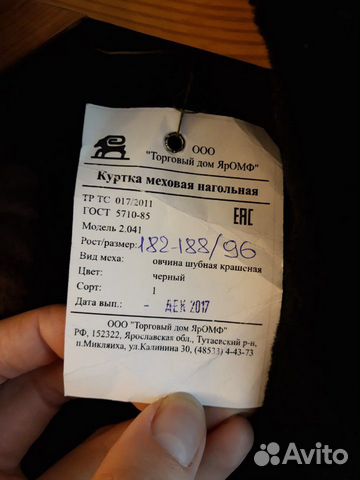 ООО
"Торговый дом ЯрОМФ"
Куртка меховая нагольная
ТР ТС 017/2011
ГОСТ 5710-85
EAC
Модель 2.041
Рост/размер: 182-188/96
Вид меха: овчина шубная крашеная
Цвет: черный
Сорт: 1
Дата вып.: - ДЕК 2017
ООО "Торговый дом ЯрОМФ"
РФ, 152322, Ярославская обл., Тутаевский р-н,
п.Микляиха, ул.Калинина 30, (48533) 4-43-73
Avito